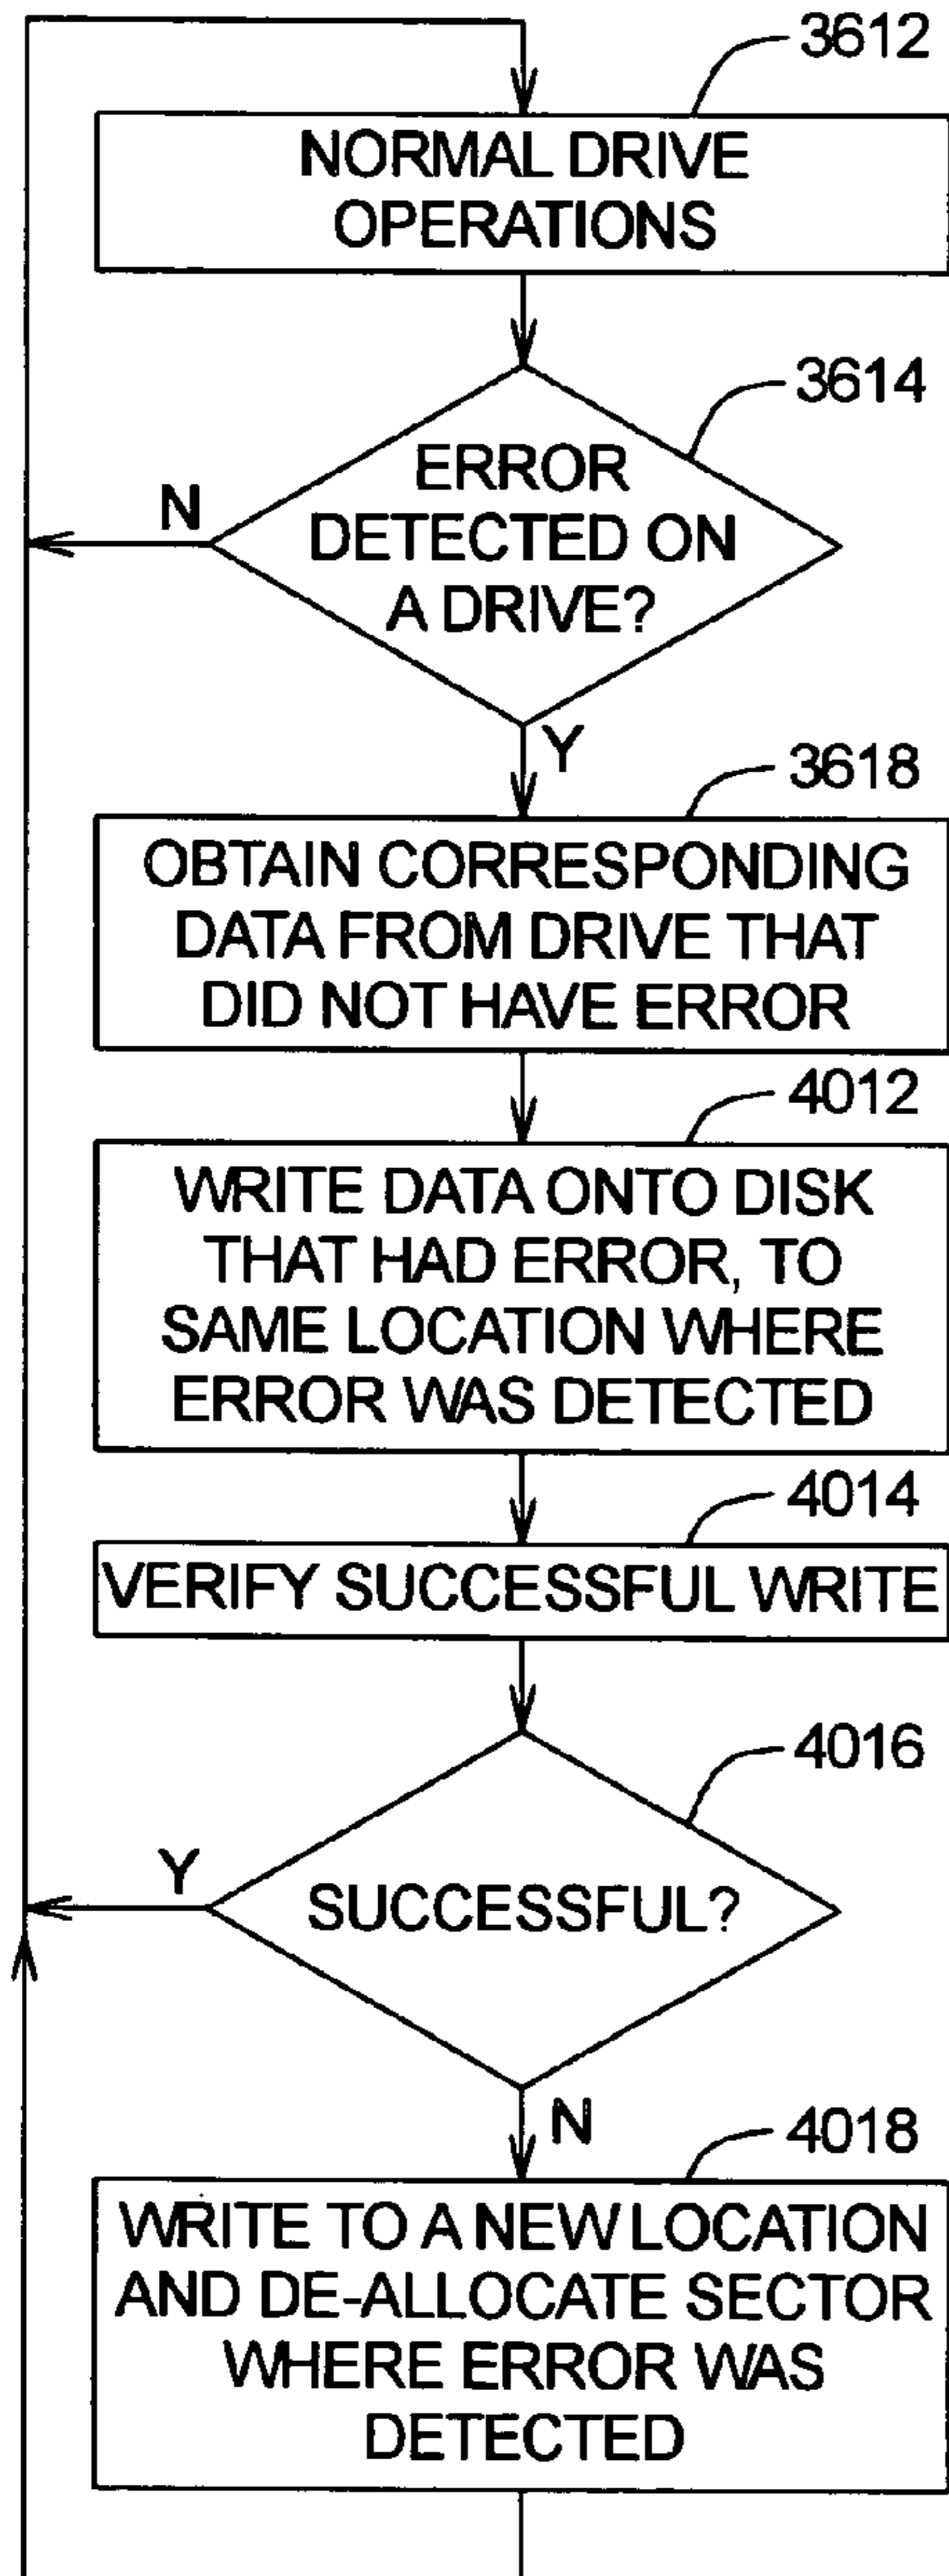 3612
NORMAL DRIVE
OPERATIONS
3614
ERROR
DETECTED ON
A DRIVE?
N
Y
3618
OBTAIN CORRESPONDING
DATA FROM DRIVE THAT
DID NOT HAVE ERROR
4012
WRITE DATA ONTO DISK
THAT HAD ERROR, TO
SAME LOCATION WHERE
ERROR WAS DETECTED
4014
VERIFY SUCCESSFUL WRITE
4016
Y
SUCCESSFUL?
N
4018
WRITE TO A NEW LOCATION
AND DE-ALLOCATE SECTOR
WHERE ERROR WAS
DETECTED